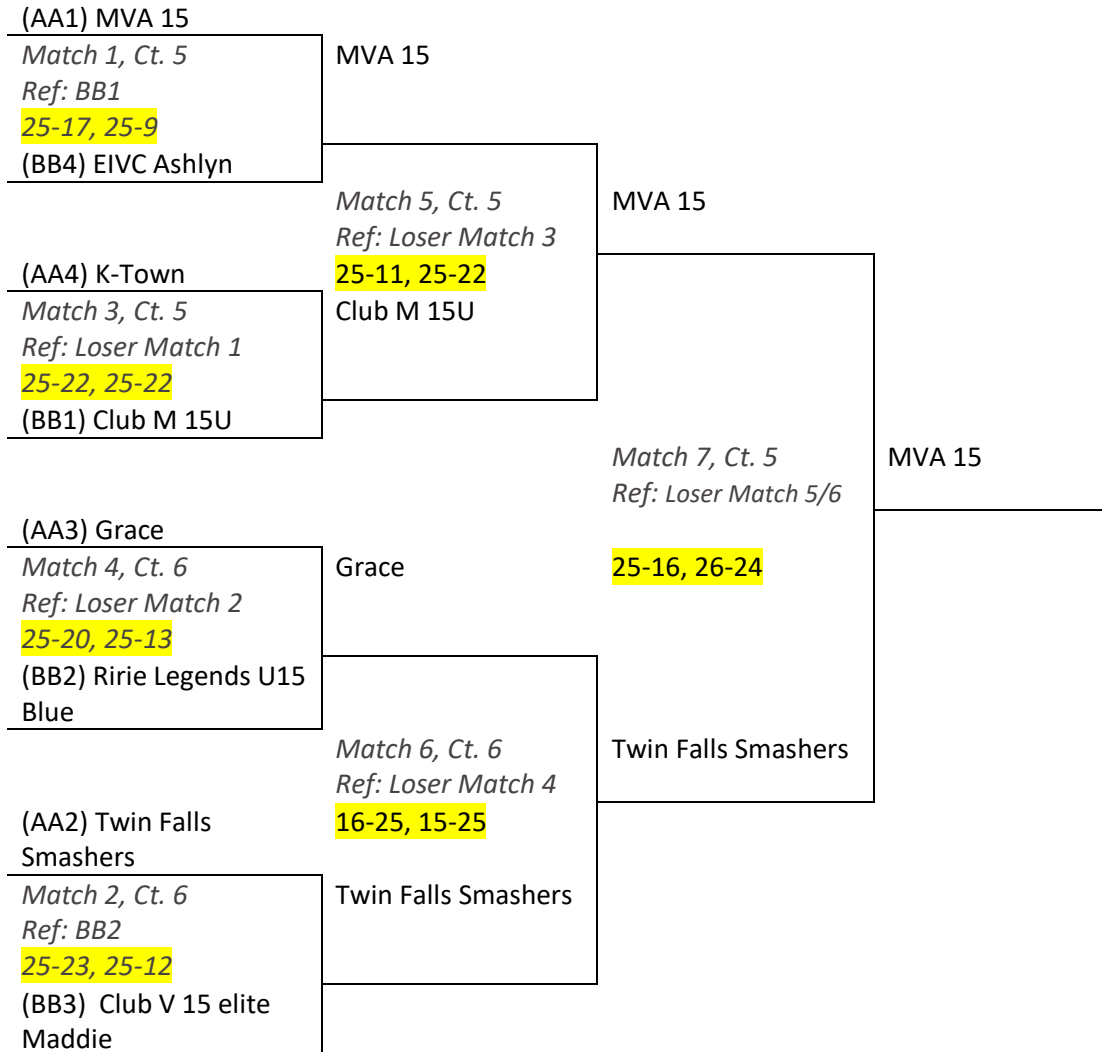 (AA1) MVA 15
Match 1, Ct. 5
Ref: BB1
25-17, 25-9
(BB4) EIVC Ashlyn
MVA 15
(AA4) K-Town
Match 3, Ct. 5
Ref: Loser Match 1
25-22, 25-22
(BB1) Club M 15U
Match 5, Ct. 5
Ref: Loser Match 3
25-11, 25-22
Club M 15U
MVA 15
(AA3) Grace
Match 4, Ct. 6
Ref: Loser Match 2
25-20, 25-13
(BB2) Ririe Legends U15
Blue
Grace
Match 7, Ct. 5
Ref: Loser Match 5/6
25-16, 26-24
MVA 15
(AA2) Twin Falls
Smashers
Match 2, Ct. 6
Ref: BB2
25-23, 25-12
(BB3) Club V 15 elite
Maddie
Match 6, Ct. 6
Ref: Loser Match 4
16-25, 15-25
Twin Falls Smashers
Twin Falls Smashers